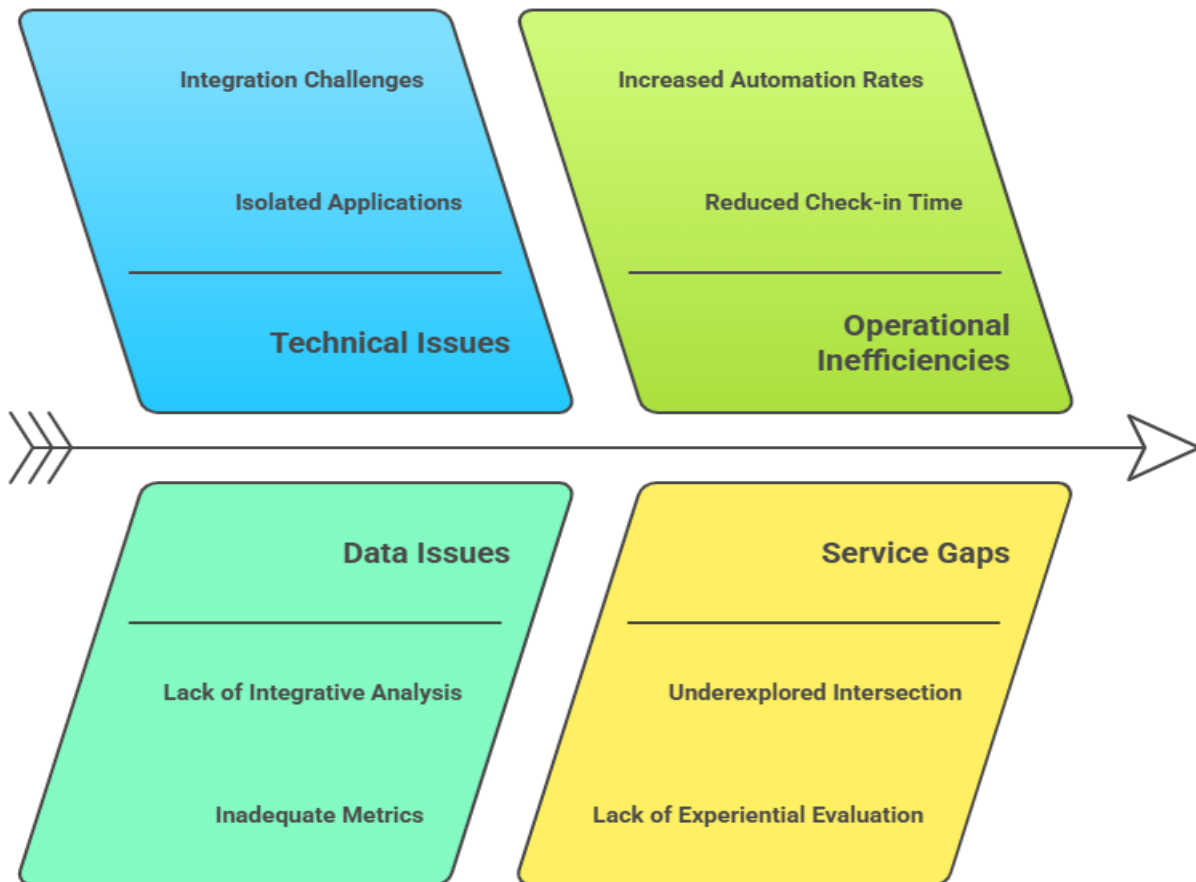 Integration Challenges
Isolated Applications
Technical Issues
Increased Automation Rates
Reduced Check-in Time
Operational
Inefficiencies
Data Issues
Lack of Integrative Analysis
Inadequate Metrics
Service Gaps
Underexplored Intersection
Lack of Experiential Evaluation